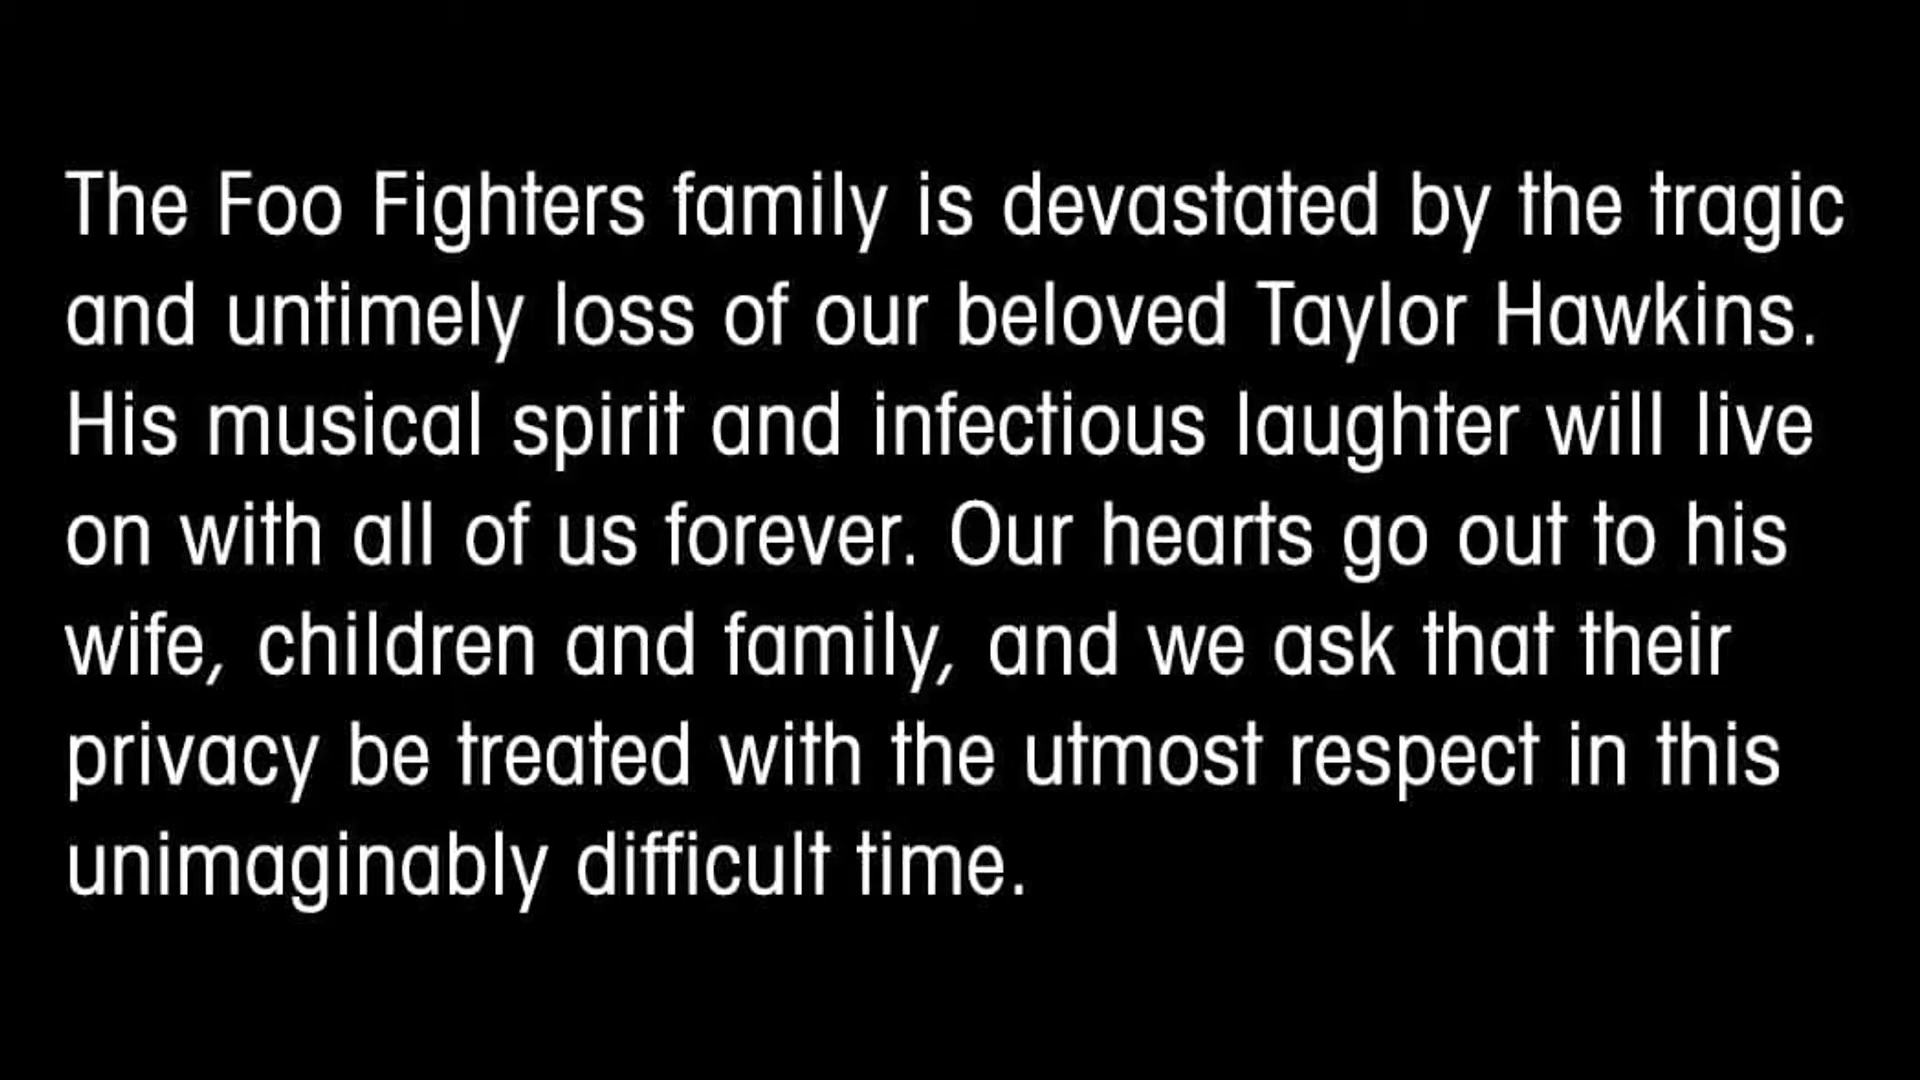 The Foo Fighters family is devastated by the tragic
and untimely loss of our beloved Taylor Hawkins.
His musical spirit and infectious laughter will live
on with all of us forever. Our hearts go out to his
wife, children and family, and we ask that their
privacy be treated with the utmost respect in this
unimaginably difficult time.